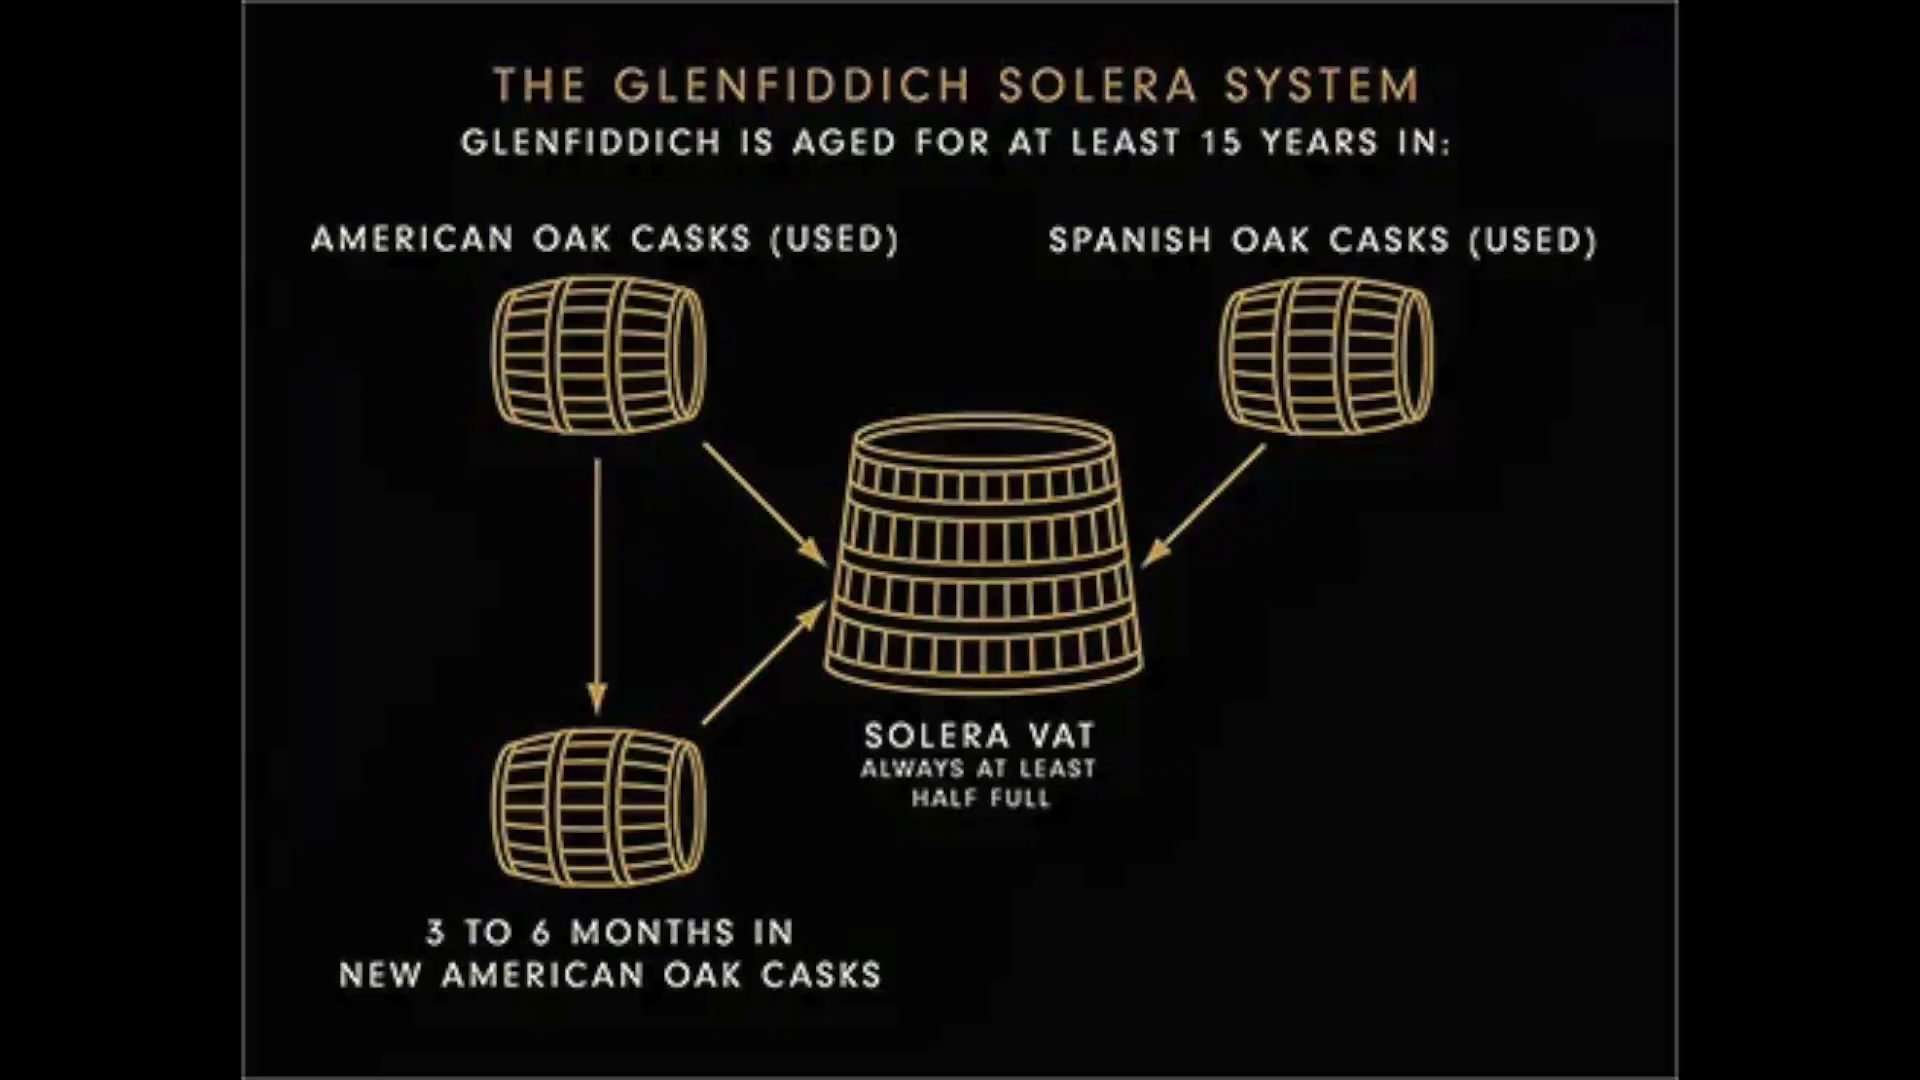 THE GLENFIDDICH SOLERA SYSTEM
GLENFIDDICH IS AGED FOR AT LEAST 15 YEARS IN:
AMERICAN OAK CASKS (USED)
SPANISH OAK CASKS (USED)
SOLERA VAT
ALWAYS AT LEAST
HALF FULL
3 TO 6 MONTHS IN
NEW AMERICAN OAK CASKS